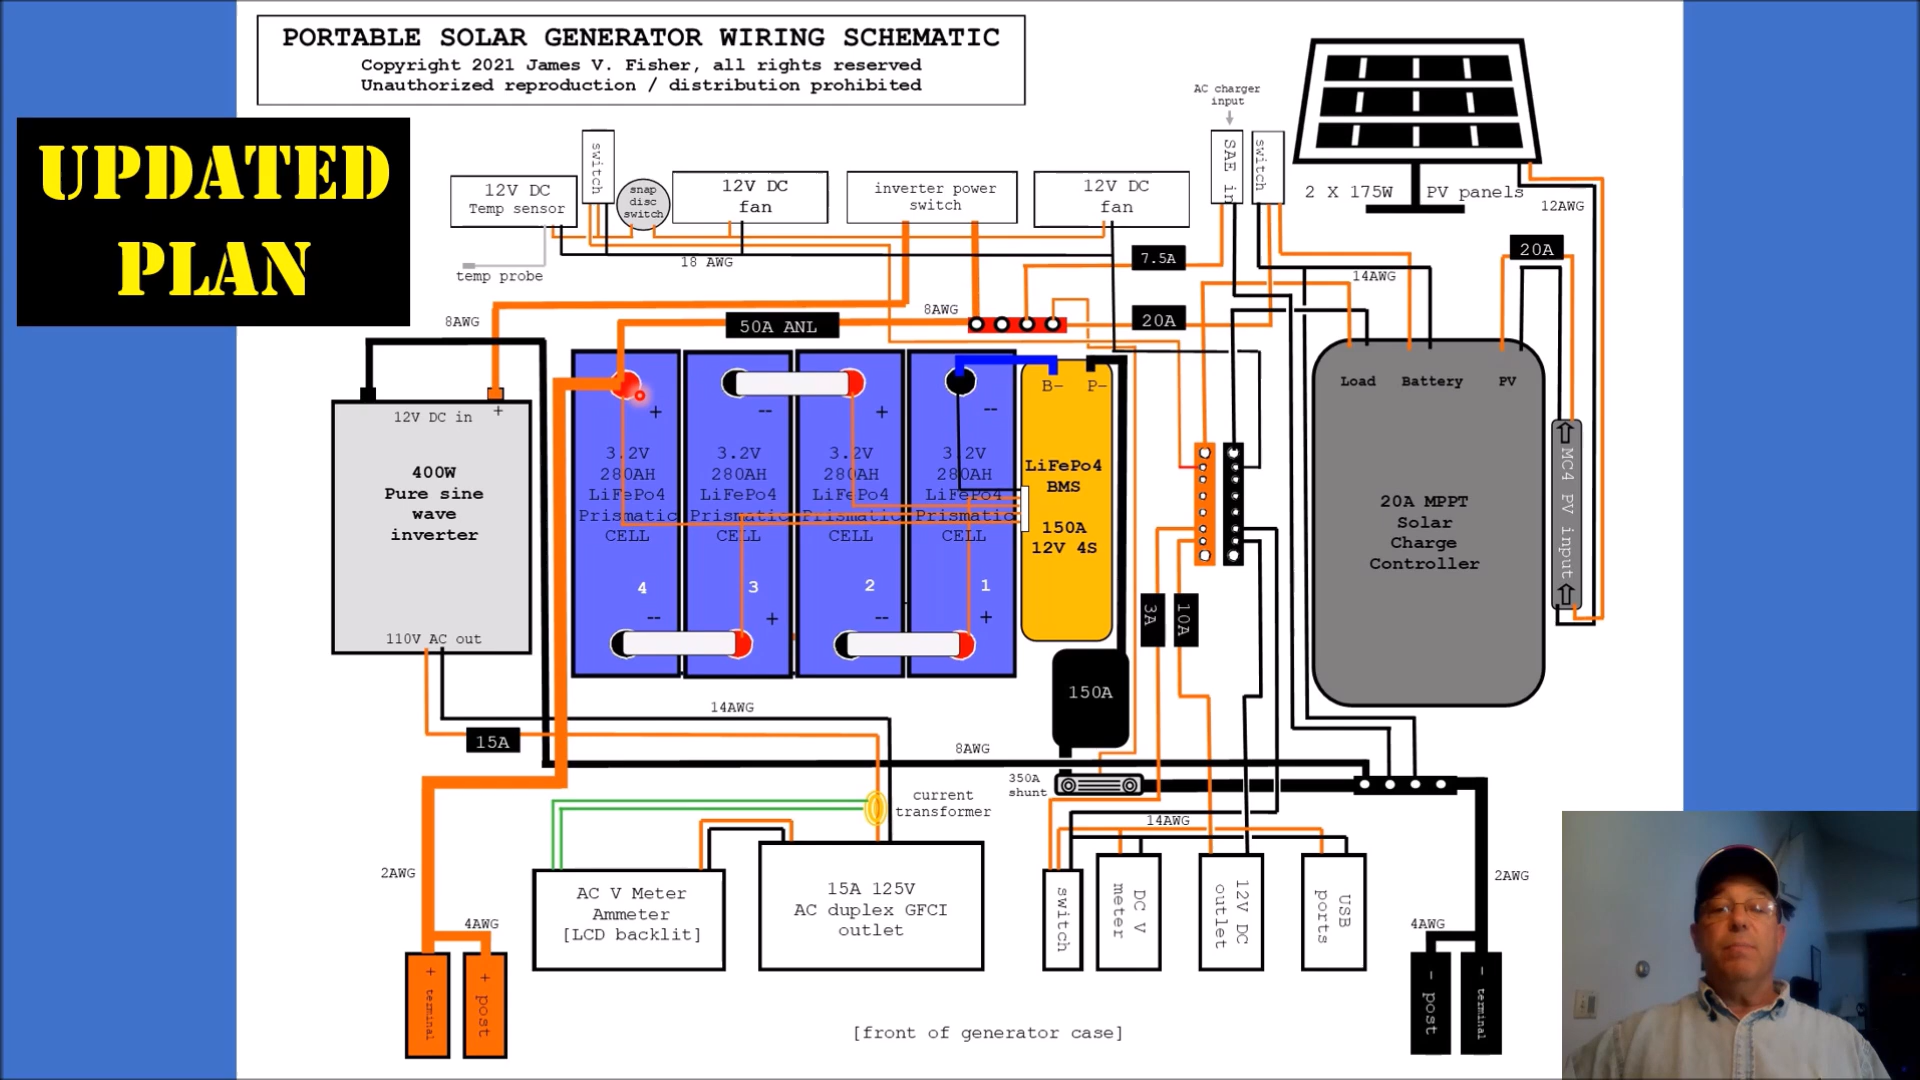 PORTABLE SOLAR GENERATOR WIRING SCHEMATIC
Copyright 2021 James V. Fisher, all rights reserved
Unauthorized reproduction / distribution prohibited
UPDATED
PLAN
AC charger
input
switch
SAE in
switch
12V DC
Temp sensor
snap
disc
switch
12V DC
fan
inverter power
switch
12V DC
fan
2 X 175W
PV panels
12AWG
temp probe
18 AWG
7.5A
20A
14AWG
8AWG
50A ANL
8AWG
20A
12V DC in
+
400W
Pure sine
wave
inverter
110V AC out
+
3.2V
280AH
LiFePo4
Prismatic
CELL
4
--
--
3.2V
280AH
LiFePo4
Prismatic
CELL
3
+
+
3.2V
280AH
LiFePo4
Prismatic
CELL
2
--
--
3.2V
280AH
LiFePo4
Prismatic
CELL
1
+
B-
P-
LiFePo4
BMS
150A
12V 4S
Load
Battery
PV
20A MPPT
Solar
Charge
Controller
MC4 PV input
3A
10A
150A
14AWG
15A
8AWG
350A
shunt
current
transformer
14AWG
2AWG
4AWG
+ terminal
+ post
AC V Meter
Ammeter
[LCD backlit]
15A 125V
AC duplex GFCI
outlet
switch
DC V
meter
12V DC
outlet
USB
ports
2AWG
4AWG
- post
- terminal
[front of generator case]